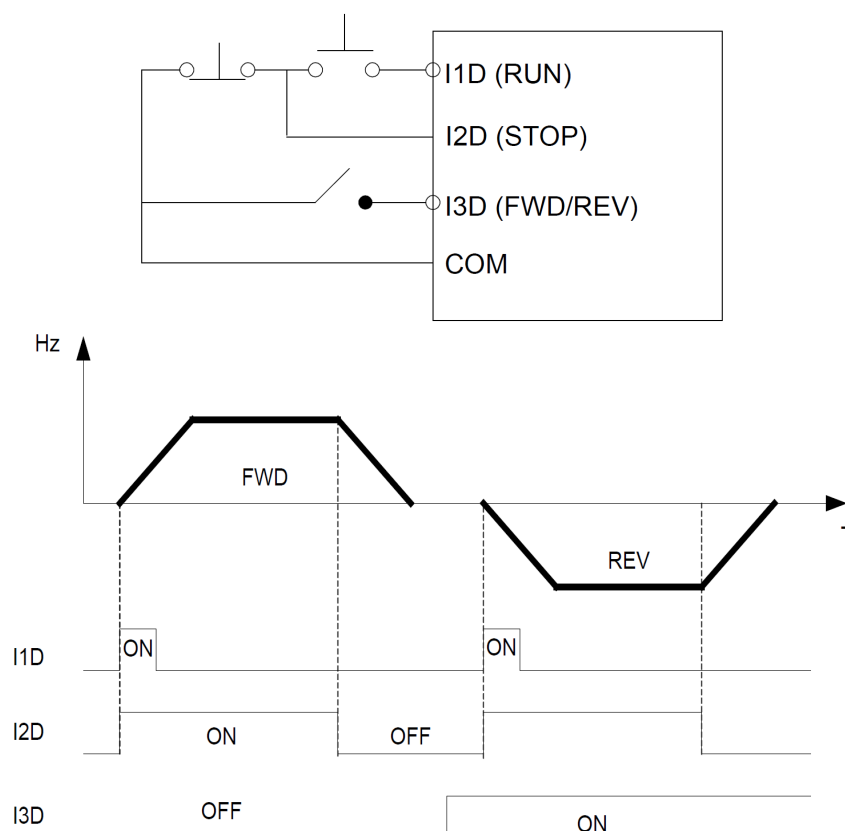 I1D (RUN)
I2D (STOP)
I3D (FWD/REV)
COM
Hz
FWD
REV
I1D
ON
ON
I2D
ON
OFF
I3D
OFF
ON